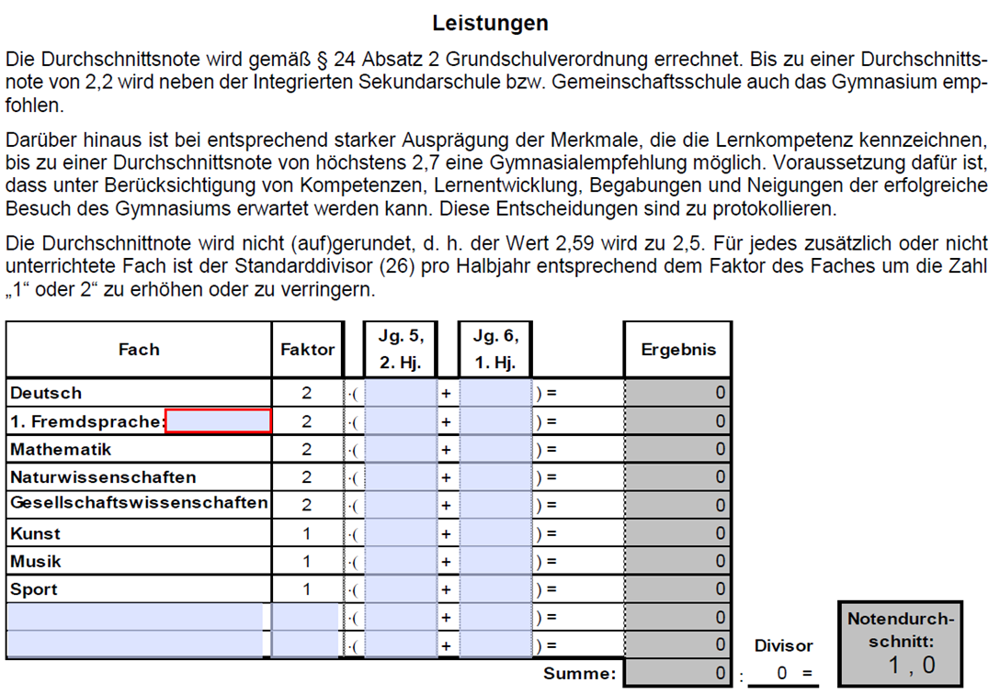 Leistungen
Die Durchschnittsnote wird gemäß § 24 Absatz 2 Grundschulverordnung errechnet. Bis zu einer Durchschnitts-
note von 2,2 wird neben der Integrierten Sekundarschule bzw. Gemeinschaftsschule auch das Gymnasium emp-
fohlen.
Darüber hinaus ist bei entsprechend starker Ausprägung der Merkmale, die die Lernkompetenz kennzeichnen,
bis zu einer Durchschnittsnote von höchstens 2,7 eine Gymnasialempfehlung möglich. Voraussetzung dafür ist,
dass unter Berücksichtigung von Kompetenzen, Lernentwicklung, Begabungen und Neigungen der erfolgreiche
Besuch des Gymnasiums erwartet werden kann. Diese Entscheidungen sind zu protokollieren.
Die Durchschnittnote wird nicht (auf)gerundet, d. h. der Wert 2,59 wird zu 2,5. Für jedes zusätzlich oder nicht
unterrichtete Fach ist der Standarddivisor (26) pro Halbjahr entsprechend dem Faktor des Faches um die Zahl
„1“ oder 2“ zu erhöhen oder zu verringern.
Fach Faktor Jg. 5, 2. Hj. Jg. 6, 1. Hj. Ergebnis
Deutsch 2 ·( + ) = 0
1. Fremdsprache: 2 ·( + ) = 0
Mathematik 2 ·( + ) = 0
Naturwissenschaften 2 ·( + ) = 0
Gesellschaftswissenschaften 2 ·( + ) = 0
Kunst 1 ·( + ) = 0
Musik 1 ·( + ) = 0
Sport 1 ·( + ) = 0
·( + ) = 0
·( + ) = 0
Summe: 0 : Divisor 0 =
Notendurch-
schnitt:
1 , 0